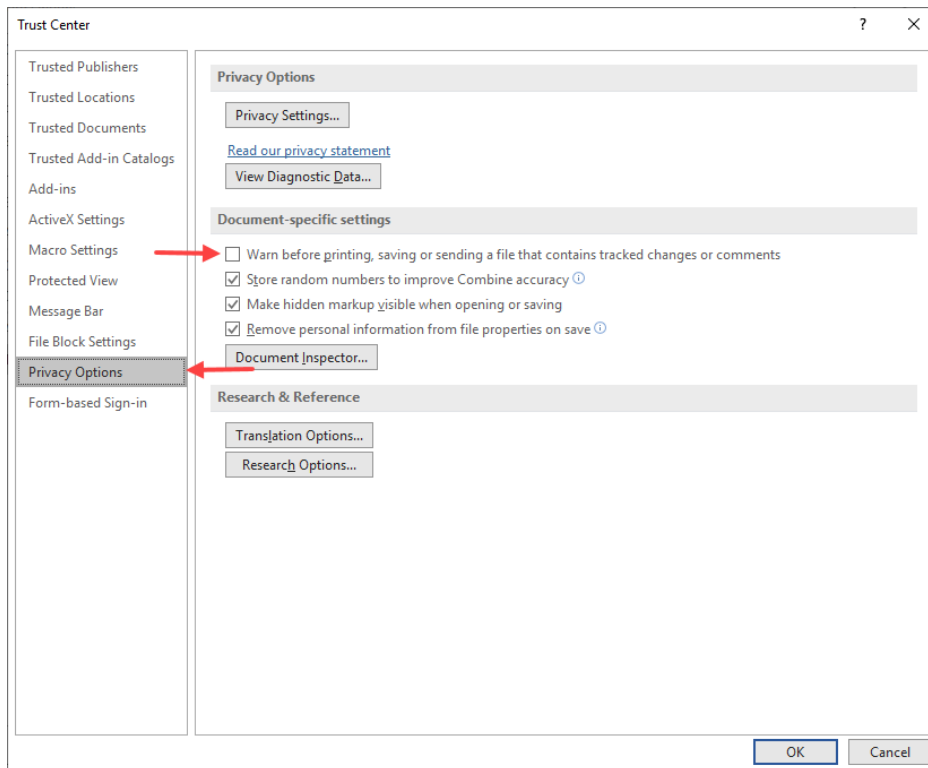 Trust Center
?
Trusted Publishers
Trusted Locations
Trusted Documents
Trusted Add-in Catalogs
Add-ins
ActiveX Settings
Macro Settings
Protected View
Message Bar
File Block Settings
Privacy Options
Form-based Sign-in
Privacy Options
Privacy Settings...
Read our privacy statement
View Diagnostic Data...
Document-specific settings
Warn before printing, saving or sending a file that contains tracked changes or comments
Store random numbers to improve Combine accuracy
Make hidden markup visible when opening or saving
Remove personal information from file properties on save
Document Inspector...
Research & Reference
Translation Options...
Research Options...
OK
Cancel